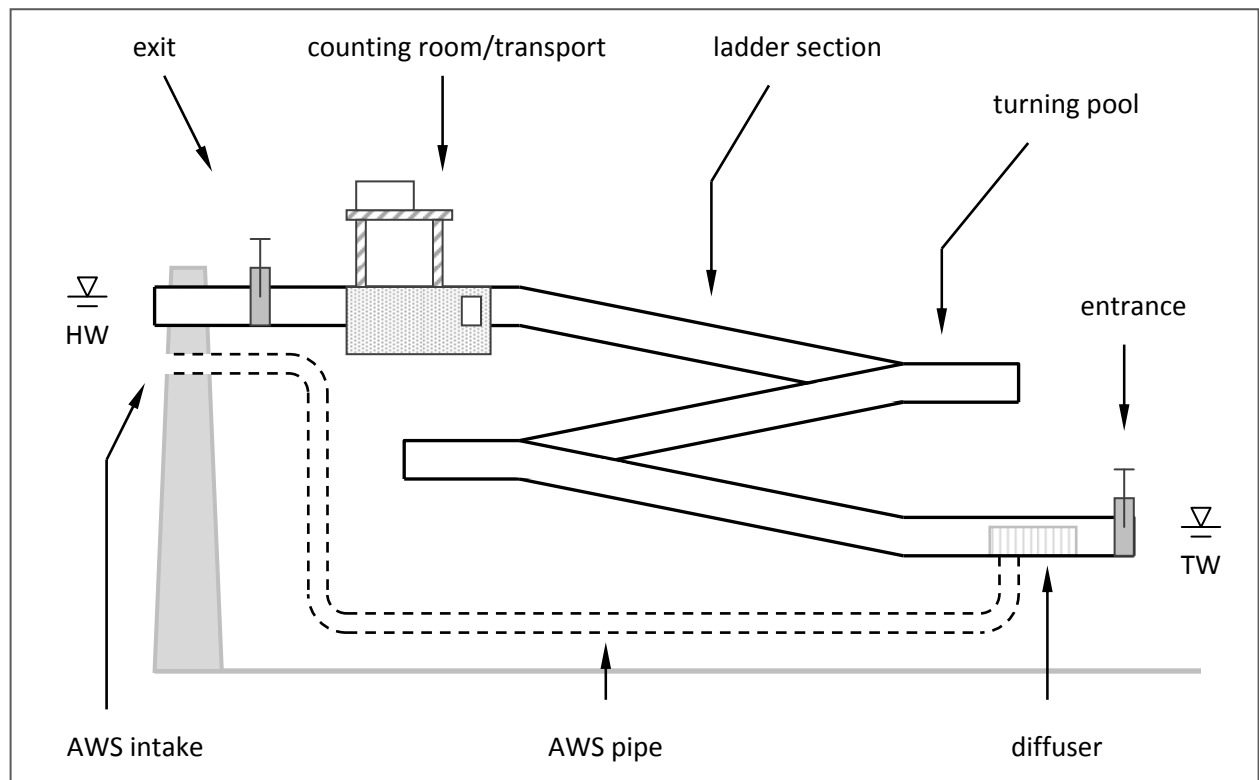 exit
counting room/transport
ladder section
turning pool
entrance
HW
TW
AWS intake
AWS pipe
diffuser